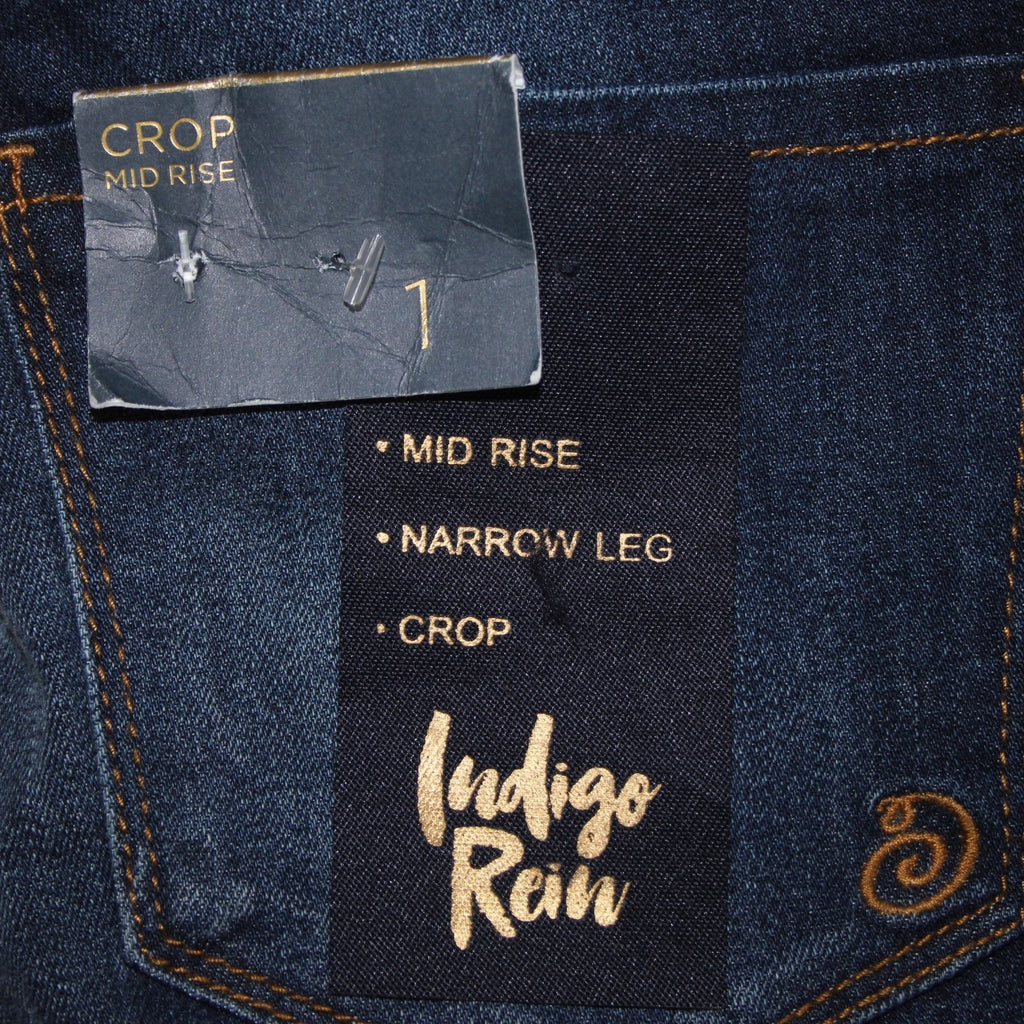 CROP
MID RISE
1
• MID RISE
• NARROW LEG
• CROP
Indigo
Rein